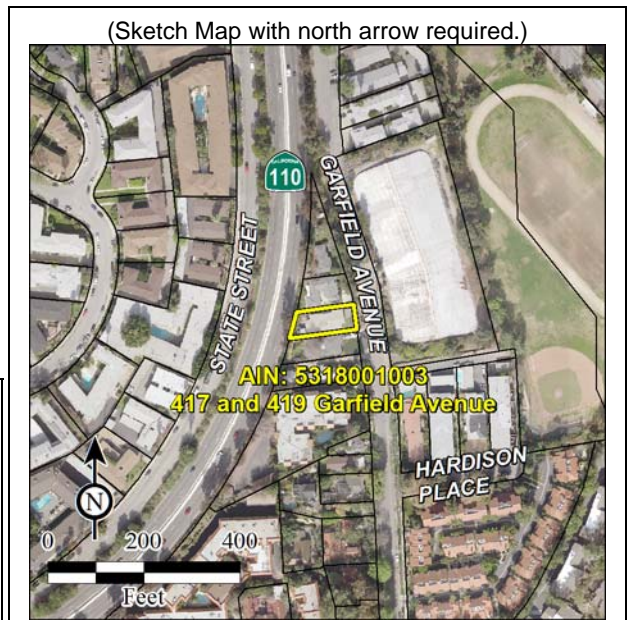 (Sketch Map with north arrow required.)
CALIFORNIA
110
GARFIELD AVENUE
STATE STREET
AIN: 5318001003
417 and 419 Garfield Avenue
HARDISON
PLACE
N
0 200 400
Feet